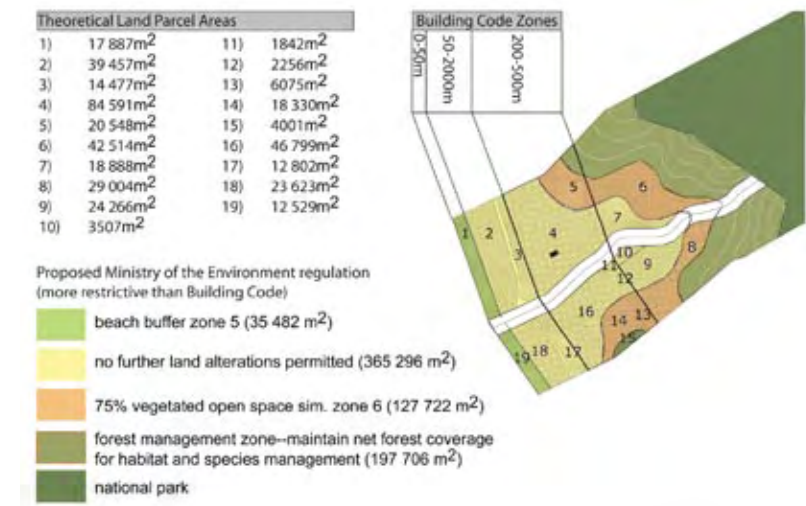 Theoretical Land Parcel Areas
1) 17 887m2 11) 1842m2
2) 39 457m2 12) 2256m2
3) 14 477m2 13) 6075m2
4) 84 591m2 14) 18 330m2
5) 20 548m2 15) 4001m2
6) 42 514m2 16) 46 799m2
7) 18 888m2 17) 12 802m2
8) 29 004m2 18) 23 623m2
9) 24 266m2 19) 12 529m2
10) 3507m2
Building Code Zones
0-50m
50-2000m
200-500m
5
6
7
1
2
4
3
8
10
11
9
12
16
14
13
15
19
18
17
Proposed Ministry of the Environment regulation
(more restrictive than Building Code)
beach buffer zone 5 (35 482 m2)
no further land alterations permitted (365 296 m2)
75% vegetated open space sim. zone 6 (127 722 m2)
forest management zone--maintain net forest coverage
for habitat and species management (197 706 m2)
national park